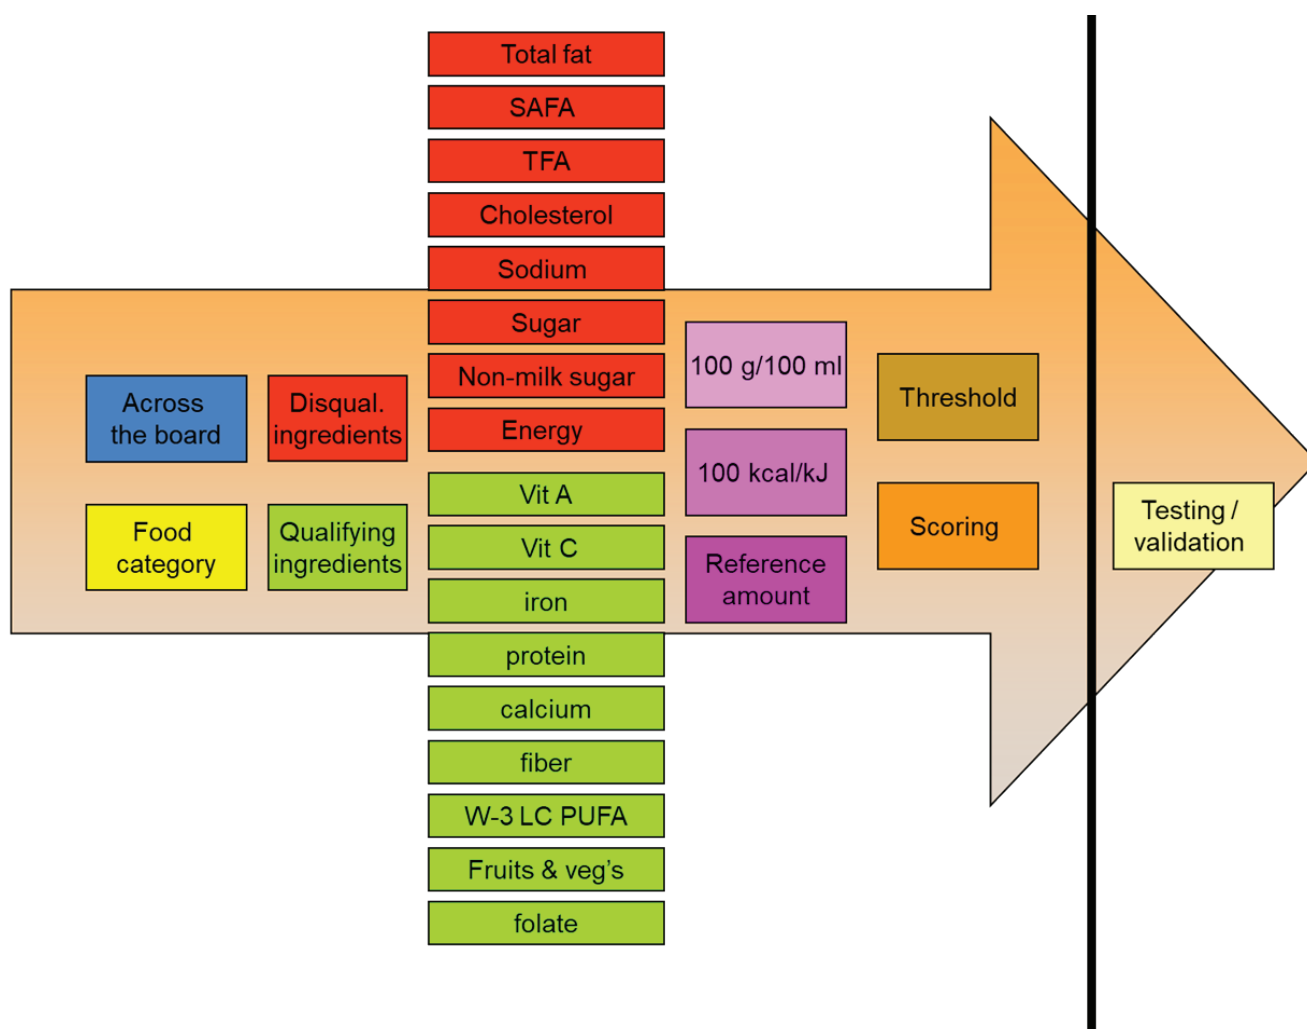 Total fat
SAFA
TFA
Cholesterol
Sodium
Sugar
Non-milk sugar
Energy
Vit A
Vit C
iron
protein
calcium
fiber
W-3 LC PUFA
Fruits & veg's
folate
Across
the board
Disqual.
ingredients
Food
category
Qualifying
ingredients
100 g/100 ml
100 kcal/kJ
Reference
amount
Threshold
Scoring
Testing /
validation